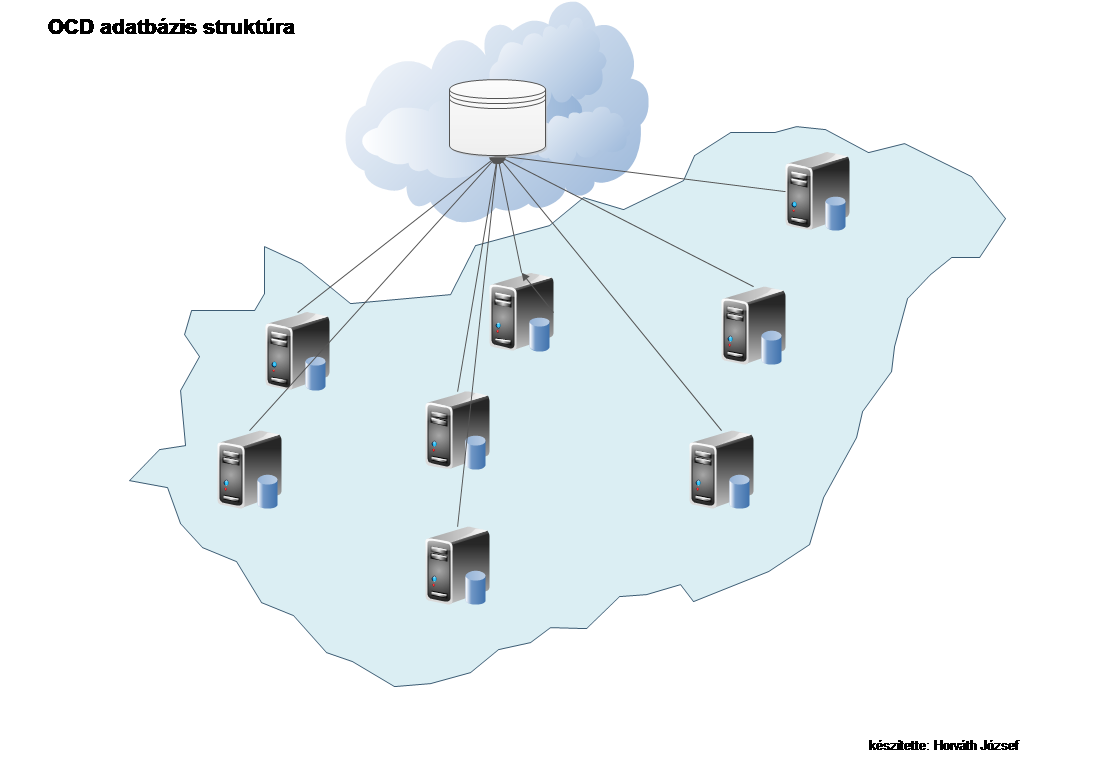 OCD adatbázis struktúra
készítette: Horváth József